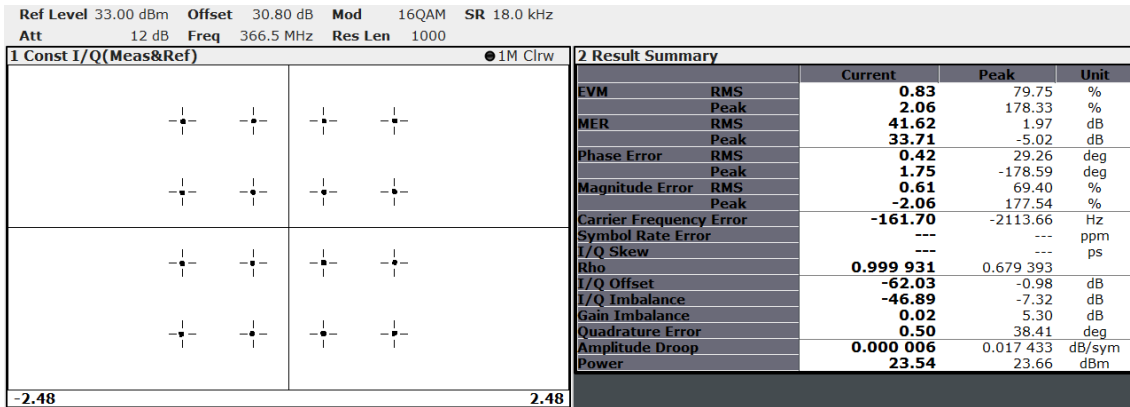 Ref Level 33.00 dBm Offset 30.80 dB Mod 16QAM SR 18.0 kHz
Att 12 dB Freq 366.5 MHz Res Len 1000
1 Const I/Q(Meas&Ref) 1M Clrw
-2.48 2.48
2 Result Summary
Current Peak Unit
EVM RMS 0.83 79.75 %
Peak 2.06 178.33 %
MER RMS 41.62 1.97 dB
Peak 33.71 -5.02 dB
Phase Error RMS 0.42 29.26 deg
Peak 1.75 -178.59 deg
Magnitude Error RMS 0.61 69.40 %
Peak -2.06 177.54 %
Carrier Frequency Error -161.70 -2113.66 Hz
Symbol Rate Error --- --- ppm
I/Q Skew --- --- ps
Rho 0.999 931 0.679 393
I/Q Offset -62.03 -0.98 dB
I/Q Imbalance -46.89 -7.32 dB
Gain Imbalance 0.02 5.30 dB
Quadrature Error 0.50 38.41 deg
Amplitude Droop 0.000 006 0.017 433 dB/sym
Power 23.54 23.66 dBm